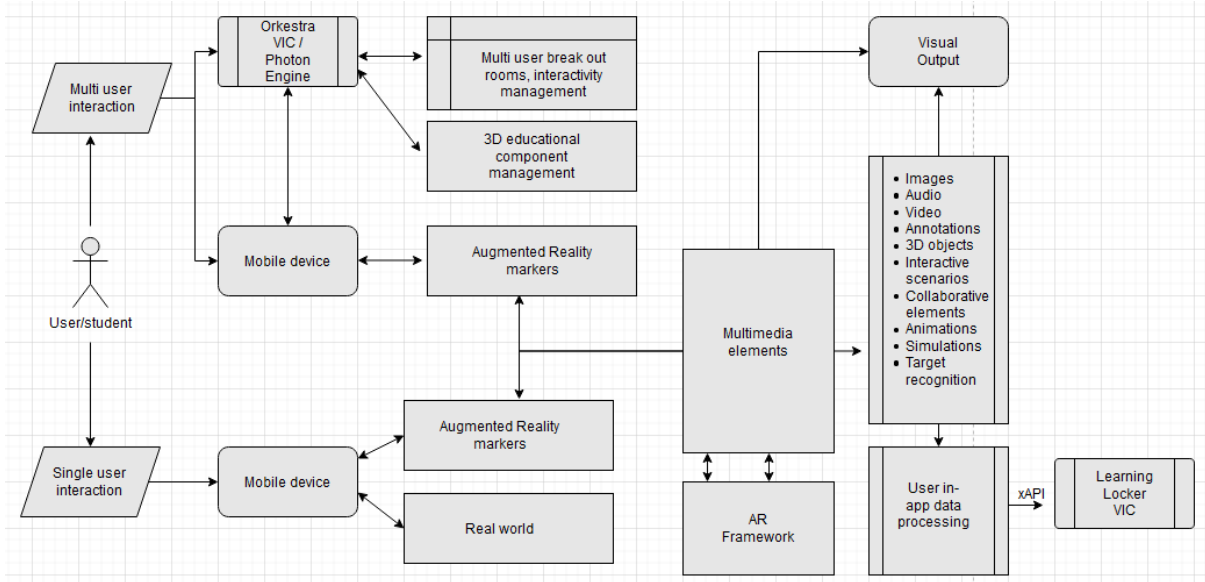 Orkestra
VIC /
Photon
Engine
Multi user break out
rooms, interactivity
management
Visual
Output
Multi user
interaction
3D educational
component
management
• Images
• Audio
• Video
• Annotations
• 3D objects
• Interactive
scenarios
• Collaborative
elements
• Animations
• Simulations
• Target
recognition
Mobile device
Augmented Reality
markers
User/student
Multimedia
elements
Augmented Reality
markers
Single user
interaction
Mobile device
Real world
AR
Framework
User in-
app data
processing
xAPI
Learning
Locker
VIC